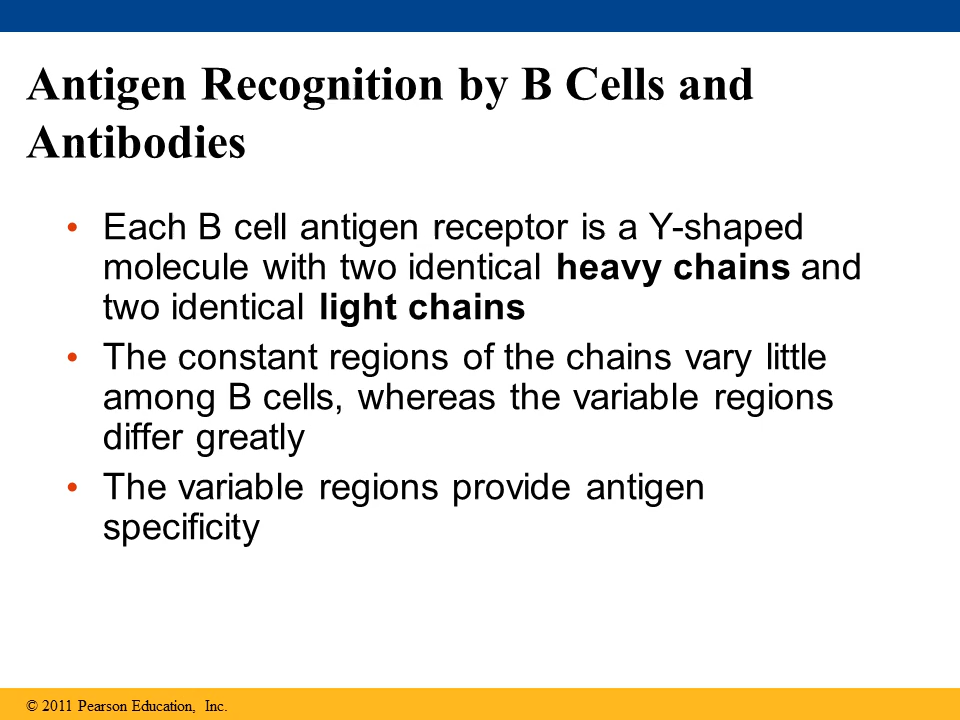 Antigen Recognition by B Cells and
Antibodies
• Each B cell antigen receptor is a Y-shaped
molecule with two identical heavy chains and
two identical light chains
• The constant regions of the chains vary little
among B cells, whereas the variable regions
differ greatly
• The variable regions provide antigen
specificity
© 2011 Pearson Education, Inc.